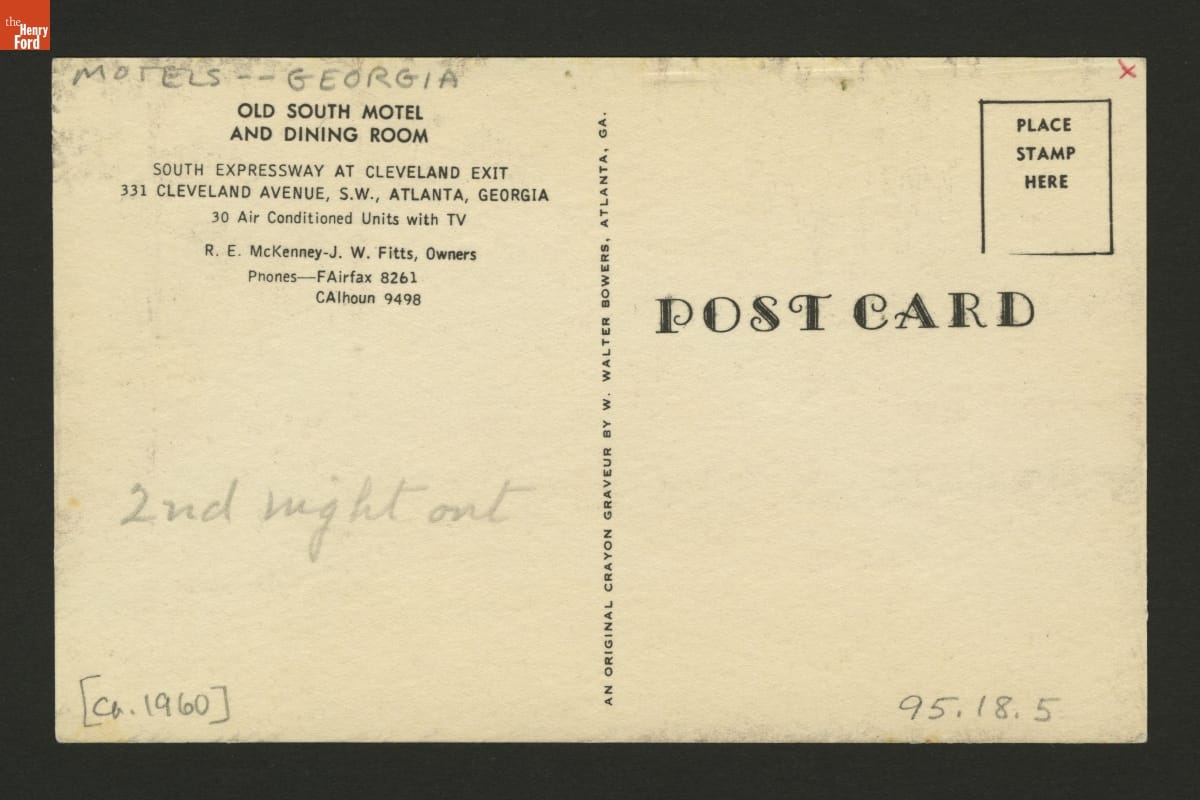 the
Henry
Ford
MOTELS -- GEORGIA
OLD SOUTH MOTEL
AND DINING ROOM
SOUTH EXPRESSWAY AT CLEVELAND EXIT
331 CLEVELAND AVENUE, S.W., ATLANTA, GEORGIA
30 Air Conditioned Units with TV
R. E. McKenney-J. W. Fitts, Owners
Phones—FAirfax 8261
CAlhoun 9498
2nd night out
[Ca. 1960]
AN ORIGINAL CRAYON GRAVEUR BY W. WALTER BOWERS, ATLANTA, GA.
x
PLACE
STAMP
HERE
POST CARD
95.18.5